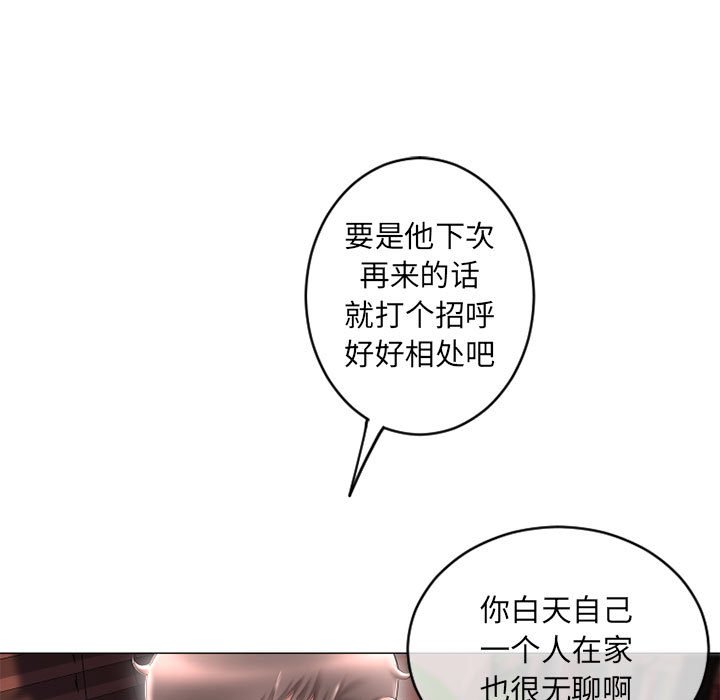 要是他下次
再来的话
就打个招呼
好好相处吧
你白天自己
一个人在家
也很无聊啊